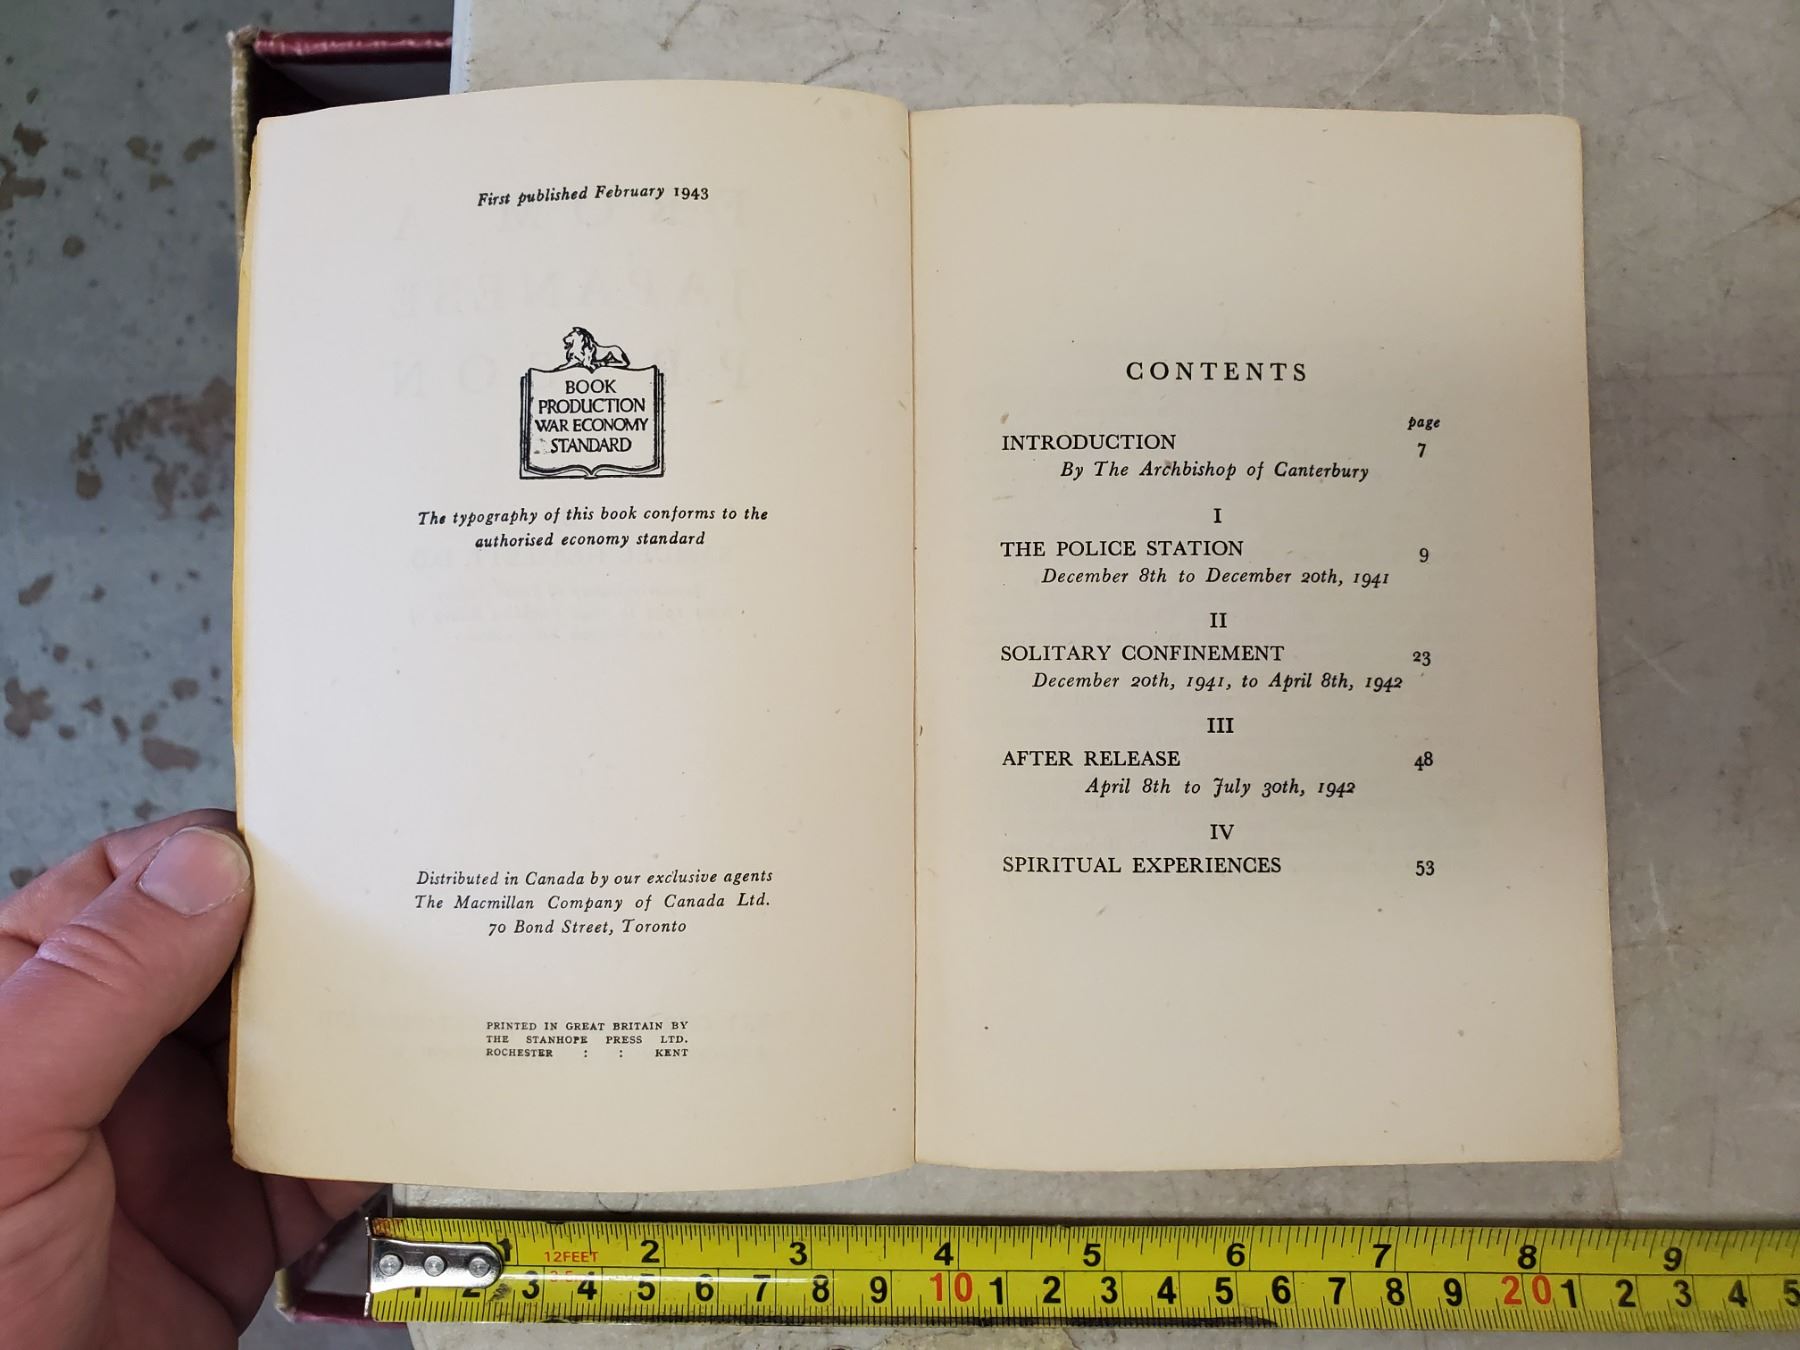 First published February 1943
BOOK
PRODUCTION
WAR ECONOMY
STANDARD
The typography of this book conforms to the
authorised economy standard
Distributed in Canada by our exclusive agents
The Macmillan Company of Canada Ltd.
70 Bond Street, Toronto
PRINTED IN GREAT BRITAIN BY
THE STANHOPE PRESS LTD.
ROCHESTER : : KENT
CONTENTS
page
INTRODUCTION 7
By The Archbishop of Canterbury
I
THE POLICE STATION 9
December 8th to December 20th, 1941
II
SOLITARY CONFINEMENT 23
December 20th, 1941, to April 8th, 1942
III
AFTER RELEASE 48
April 8th to July 30th, 1942
IV
SPIRITUAL EXPERIENCES 53
1 12FEET 2 3 4 5 6 7 8 9
1 2 3 4 5 6 7 8 9 10 1 2 3 4 5 6 7 8 9 20 1 2 3 4 5